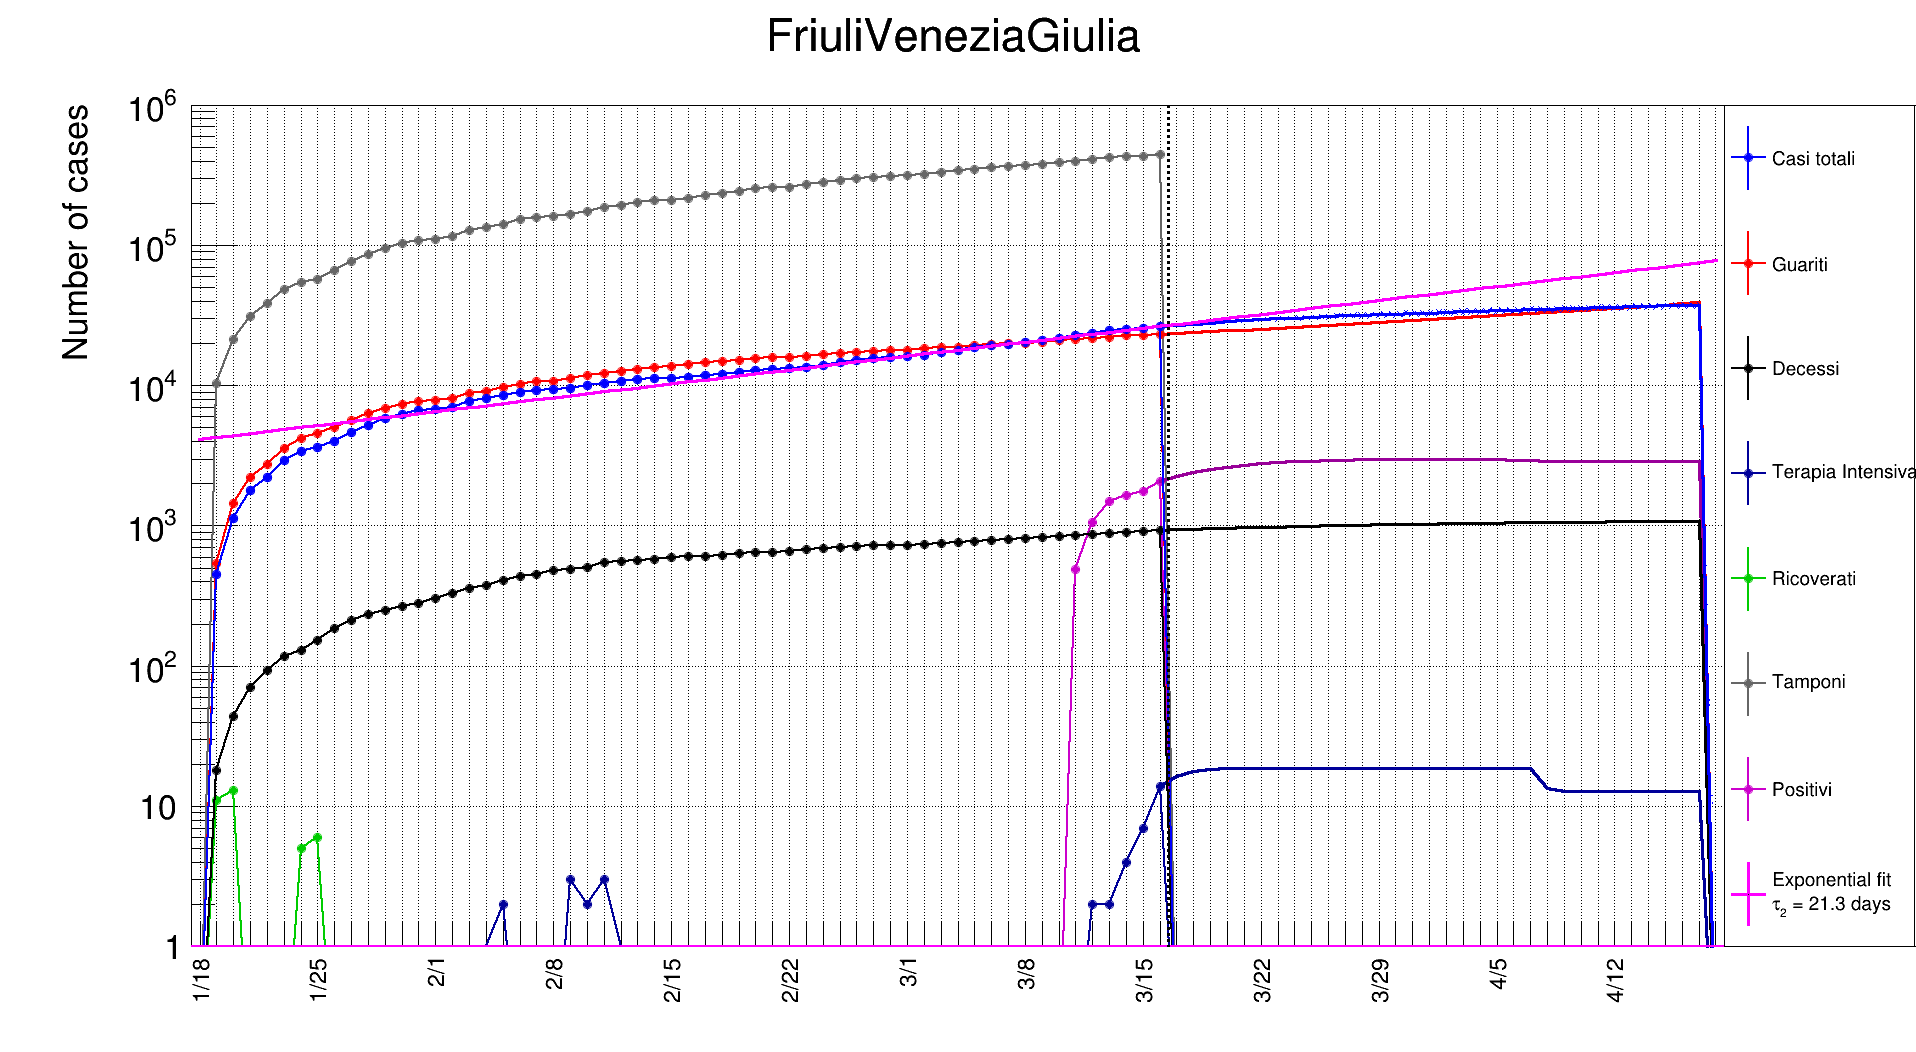 FriuliVeneziaGiulia
Number of cases
10^6
10^5
10^4
10^3
10^2
10
1
1/18 1/25 2/1 2/8 2/15 2/22 3/1 3/8 3/15 3/22 3/29 4/5 4/12
Casi totali
Guariti
Decessi
Terapia Intensiva
Ricoverati
Tamponi
Positivi
Exponential fit
τ_2 = 21.3 days